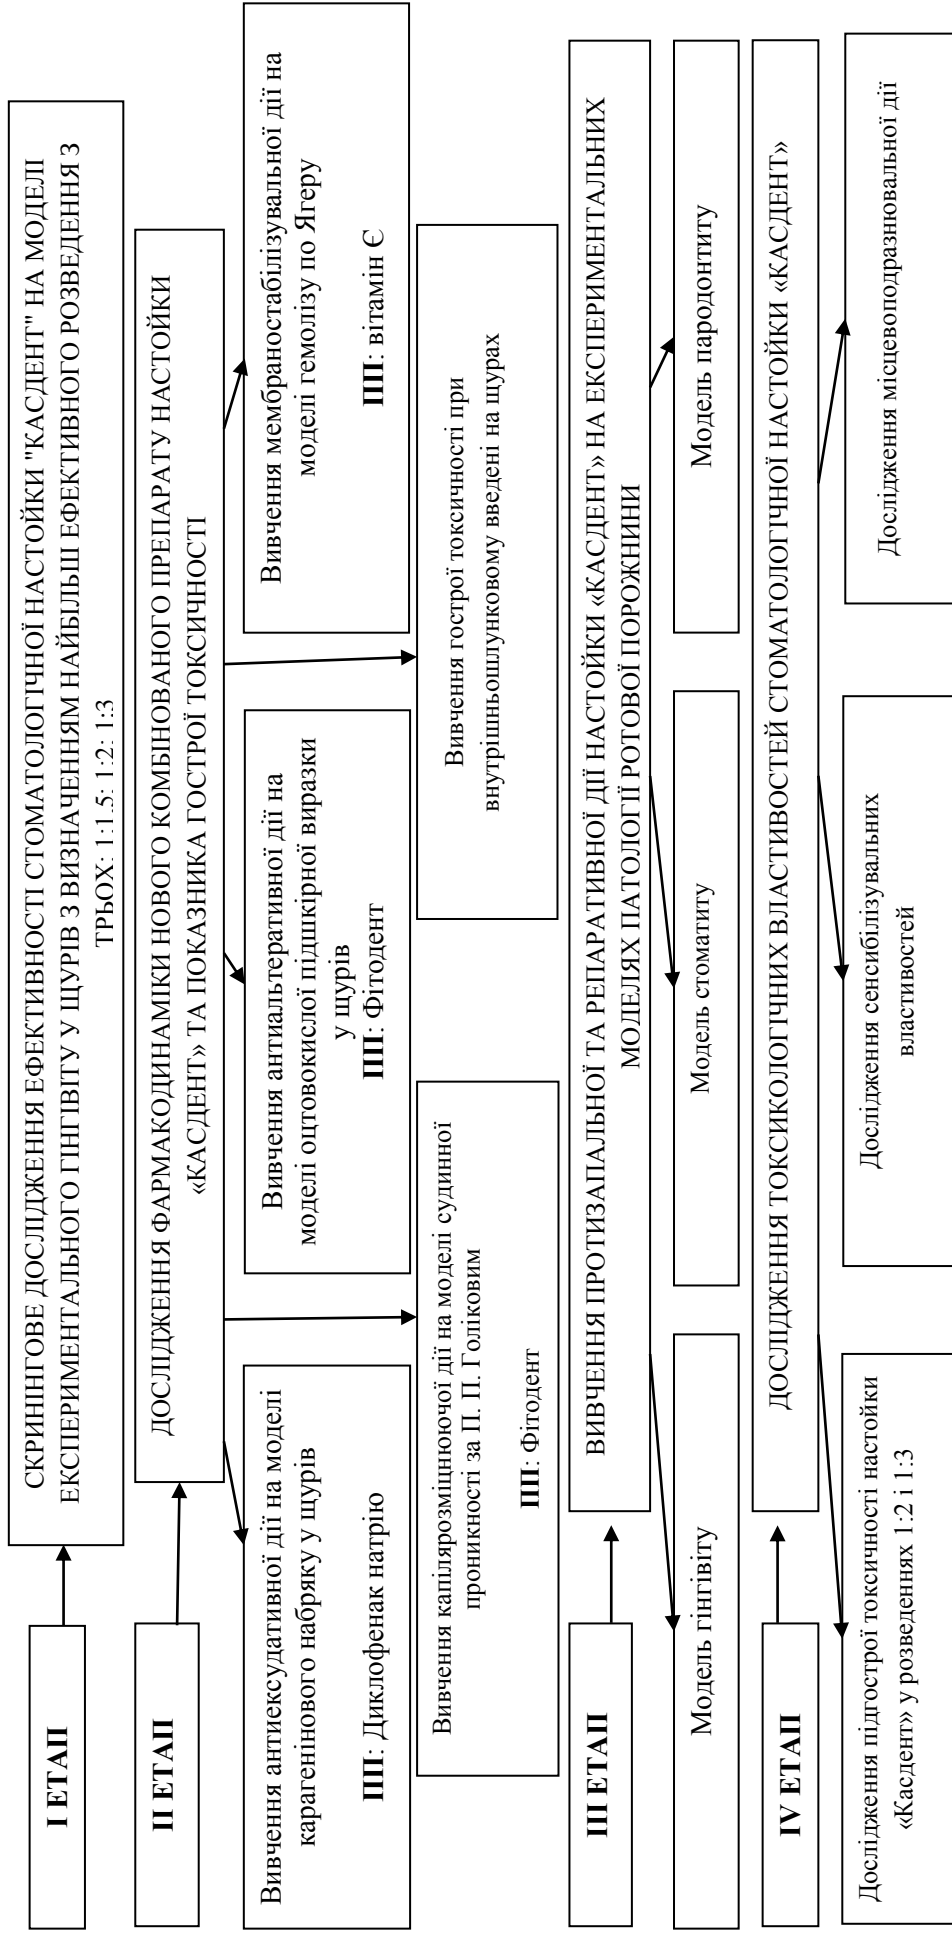 І ЕТАП
СКРИНІНГОВЕ ДОСЛІДЖЕННЯ ЕФЕКТИВНОСТІ СТОМАТОЛОГІЧНОЇ НАСТОЙКИ "КАСДЕНТ" НА МОДЕЛІ
ЕКСПЕРИМЕНТАЛЬНОГО ГІНГІВІТУ У ЩУРІВ З ВИЗНАЧЕННЯМ НАЙБІЛЬШ ЕФЕКТИВНОГО РОЗВЕДЕННЯ З
ТРЬОХ: 1:1.5; 1:2; 1:3
ІІ ЕТАП
ДОСЛІДЖЕННЯ ФАРМАКОДИНАМІКИ НОВОГО КОМБІНОВАНОГО ПРЕПАРАТУ НАСТОЙКИ
«КАСДЕНТ» ТА ПОКАЗНИКА ГОСТРОЇ ТОКСИЧНОСТІ
Вивчення антиексудативної дії на моделі
карагенінового набряку у щурів
ПП: Диклофенак натрію
Вивчення антиальтеративної дії на
моделі оцтовокислої підшкірної виразки
у щурів
ПП: Фітодент
Вивчення мембраностабілізувальної дії на
моделі гемолізу по Ягеру
ПП: вітамін Є
Вивчення капілярозміцнюючої дії на моделі судинної
проникності за П. П. Голіковим
ПП: Фітодент
Вивчення гострої токсичності при
внутрішньошлунковому введені на щурах
ІІІ ЕТАП
ВИВЧЕННЯ ПРОТИЗАПАЛЬНОЇ ТА РЕПАРАТИВНОЇ ДІЇ НАСТОЙКИ «КАСДЕНТ» НА ЕКСПЕРИМЕНТАЛЬНИХ
МОДЕЛЯХ ПАТОЛОГІЇ РОТОВОЇ ПОРОЖНИНИ
Модель гінгівіту
Модель стоматиту
Модель пародонтиту
IV ЕТАП
ДОСЛІДЖЕННЯ ТОКСИКОЛОГІЧНИХ ВЛАСТИВОСТЕЙ СТОМАТОЛОГІЧНОЇ НАСТОЙКИ «КАСДЕНТ»
Дослідження підгострої токсичності настойки
«Касдент» у розведеннях 1:2 і 1:3
Дослідження сенсибілізувальних
властивостей
Дослідження місцевоподразнювальної дії